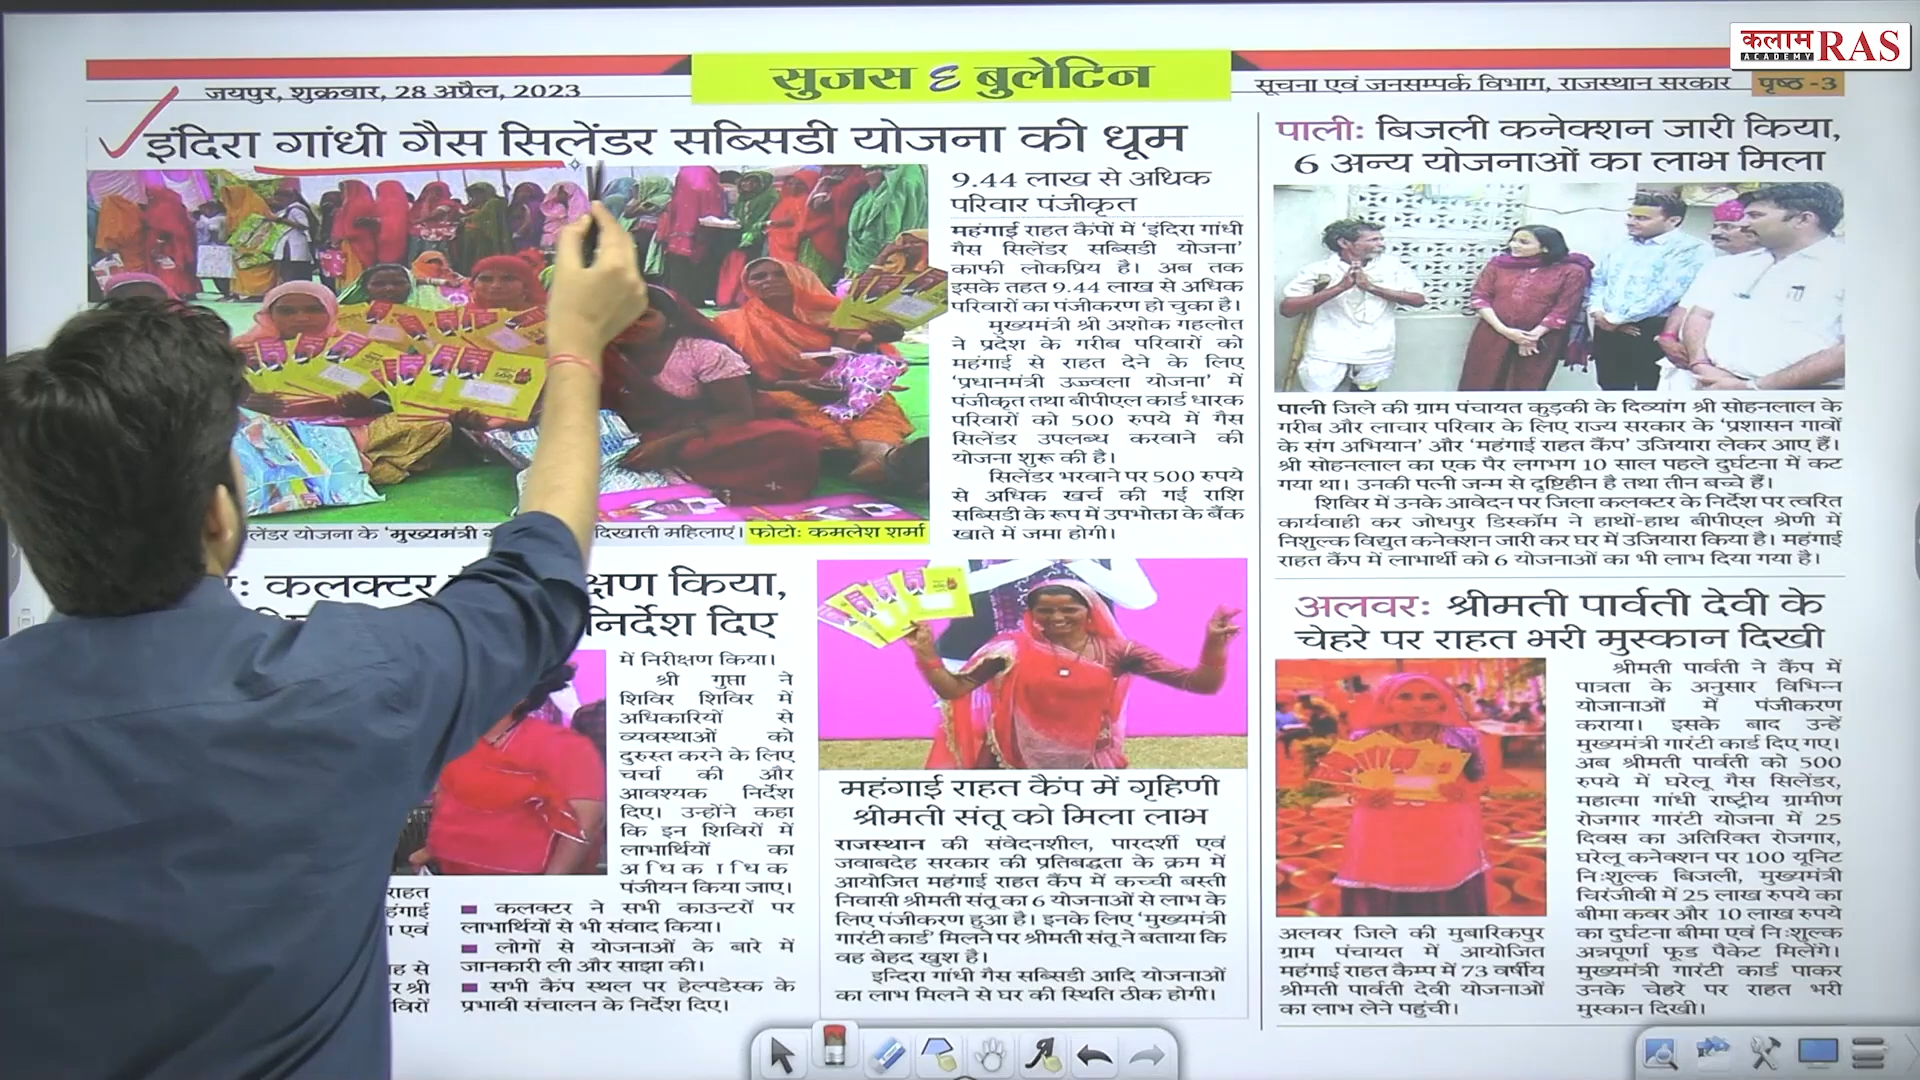 कलाम RAS
ACADEMY
सुजस e बुलेटिन
जयपुर, शुक्रवार, 28 अप्रैल, 2023
सूचना एवं जनसम्पर्क विभाग, राजस्थान सरकार पृष्ठ -3
इंदिरा गांधी गैस सिलेंडर सब्सिडी योजना की धूम
9.44 लाख से अधिक
परिवार पंजीकृत
महंगाई राहत कैंपों में ‘इंदिरा गांधी
गैस सिलेंडर सब्सिडी योजना’
काफी लोकप्रिय है। अब तक
इसके तहत 9.44 लाख से अधिक
परिवारों का पंजीकरण हो चुका है।
मुख्यमंत्री श्री अशोक गहलोत
ने प्रदेश के गरीब परिवारों को
महंगाई से राहत देने के लिए
‘प्रधानमंत्री उज्ज्वला योजना’ में
पंजीकृत तथा बीपीएल कार्ड धारक
परिवारों को 500 रुपये में गैस
सिलेंडर उपलब्ध करवाने की
योजना शुरू की है।
सिलेंडर भरवाने पर 500 रुपये
से अधिक खर्च की गई राशि
सब्सिडी के रूप में उपभोक्ता के बैंक
खाते में जमा होगी।
लेंडर योजना के ‘मुख्यमंत्री दिखाती महिलाएं। फोटो: कमलेश शर्मा
र: कलक्टर क्षण किया,
निर्देश दिए
में निरीक्षण किया।
श्री गुप्ता ने
शिविर शिविर में
अधिकारियों से
व्यवस्थाओं को
दुरुस्त करने के लिए
चर्चा की और
आवश्यक निर्देश
दिए। उन्होंने कहा
कि इन शिविरों में
लाभार्थियों का
अधिकाधिक
पंजीयन किया जाए।
राहत
हंगाई
एवं
ह से
र श्री
विरों
■ कलक्टर ने सभी काउन्टरों पर
लाभार्थियों से भी संवाद किया।
■ लोगों से योजनाओं के बारे में
जानकारी ली और साझा की।
■ सभी कैंप स्थल पर हेल्पडेस्क के
प्रभावी संचालन के निर्देश दिए।
महंगाई राहत कैंप में गृहिणी
श्रीमती संतू को मिला लाभ
राजस्थान की संवेदनशील, पारदर्शी एवं
जवाबदेह सरकार की प्रतिबद्धता के क्रम में
आयोजित महंगाई राहत कैंप में कच्ची बस्ती
निवासी श्रीमती संतू का 6 योजनाओं से लाभ के
लिए पंजीकरण हुआ है। इनके लिए ‘मुख्यमंत्री
गारंटी कार्ड’ मिलने पर श्रीमती संतू ने बताया कि
वह बेहद खुश है।
इन्दिरा गांधी गैस सब्सिडी आदि योजनाओं
का लाभ मिलने से घर की स्थिति ठीक होगी।
पाली: बिजली कनेक्शन जारी किया,
6 अन्य योजनाओं का लाभ मिला
पाली जिले की ग्राम पंचायत कुड़की के दिव्यांग श्री सोहनलाल के
गरीब और लाचार परिवार के लिए राज्य सरकार के ‘प्रशासन गावों
के संग अभियान’ और ‘महंगाई राहत कैंप’ उजियारा लेकर आए हैं।
श्री सोहनलाल का एक पैर लगभग 10 साल पहले दुर्घटना में कट
गया था। उनकी पत्नी जन्म से दृष्टिहीन है तथा तीन बच्चे हैं।
शिविर में उनके आवेदन पर जिला कलक्टर के निर्देश पर त्वरित
कार्यवाही कर जोधपुर डिस्कॉम ने हाथों-हाथ बीपीएल श्रेणी में
निशुल्क विद्युत कनेक्शन जारी कर घर में उजियारा किया है। महंगाई
राहत कैंप में लाभार्थी को 6 योजनाओं का भी लाभ दिया गया है।
अलवर: श्रीमती पार्वती देवी के
चेहरे पर राहत भरी मुस्कान दिखी
अलवर जिले की मुबारिकपुर
ग्राम पंचायत में आयोजित
महंगाई राहत कैम्प में 73 वर्षीय
श्रीमती पार्वती देवी योजनाओं
का लाभ लेने पहुंची।
श्रीमती पार्वती ने कैंप में
पात्रता के अनुसार विभिन्न
योजानाओं में पंजीकरण
कराया। इसके बाद उन्हें
मुख्यमंत्री गारंटी कार्ड दिए गए।
अब श्रीमती पार्वती को 500
रुपये में घरेलू गैस सिलेंडर,
महात्मा गांधी राष्ट्रीय ग्रामीण
रोजगार गारंटी योजना में 25
दिवस का अतिरिक्त रोजगार,
घरेलू कनेक्शन पर 100 यूनिट
नि:शुल्क बिजली, मुख्यमंत्री
चिरंजीवी में 25 लाख रुपये का
बीमा कवर और 10 लाख रुपये
का दुर्घटना बीमा एवं नि:शुल्क
अन्नपूर्णा फूड पैकेट मिलेंगे।
मुख्यमंत्री गारंटी कार्ड पाकर
उनके चेहरे पर राहत भरी
मुस्कान दिखी।